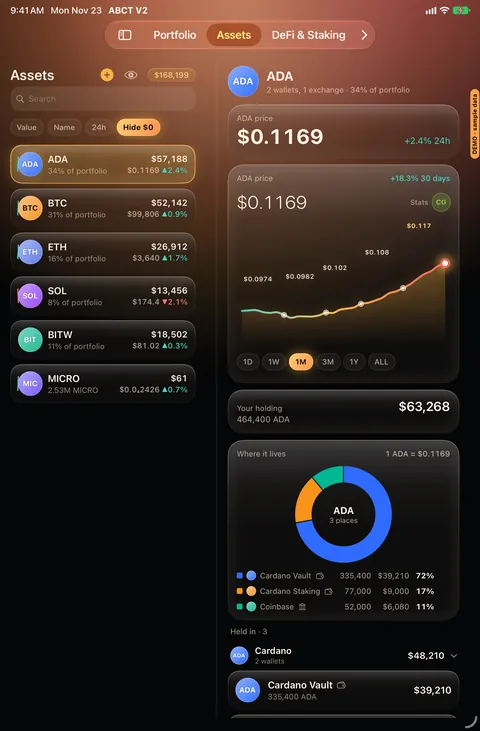 9:41 AM Mon Nov 23 ABCT V2
Portfolio Assets DeFi & Staking
Assets
$168,199
Search
Value Name 24h Hide $0
ADA ADA $57,188
34% of portfolio $0.1169 ▲2.4%
BTC BTC $52,142
31% of portfolio $99,806 ▲0.9%
ETH ETH $26,912
16% of portfolio $3,640 ▲1.7%
SOL SOL $13,456
8% of portfolio $174.4 ▼2.1%
BIT BITW $18,502
11% of portfolio $81.02 ▲0.3%
MIC MICRO $61
2.53M MICRO $0.0₄2426 ▲0.7%
ADA ADA
2 wallets, 1 exchange · 34% of portfolio
DEMO · sample data
ADA price
$0.1169 +2.4% 24h
ADA price +18.3% 30 days
$0.1169 Stats CG
$0.0974 $0.0982 $0.102 $0.108 $0.117
1D 1W 1M 3M 1Y ALL
Your holding $63,268
464,400 ADA
Where it lives 1 ADA = $0.1169
ADA
3 places
Cardano Vault 335,400 $39,210 72%
Cardano Staking 77,000 $9,000 17%
Coinbase 52,000 $6,080 11%
Held in · 3
ADA Cardano $48,210
2 wallets
ADA Cardano Vault $39,210
335,400 ADA